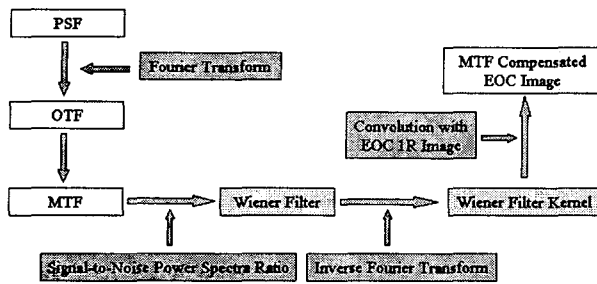 PSF
Fourier Transform
MTF Compensated
EOC Image
OTF
Convolution with
EOC 1R Image
MTF
Wiener Filter
Wiener Filter Kernel
Signal-to-Noise Power Spectra Ratio
Inverse Fourier Transform